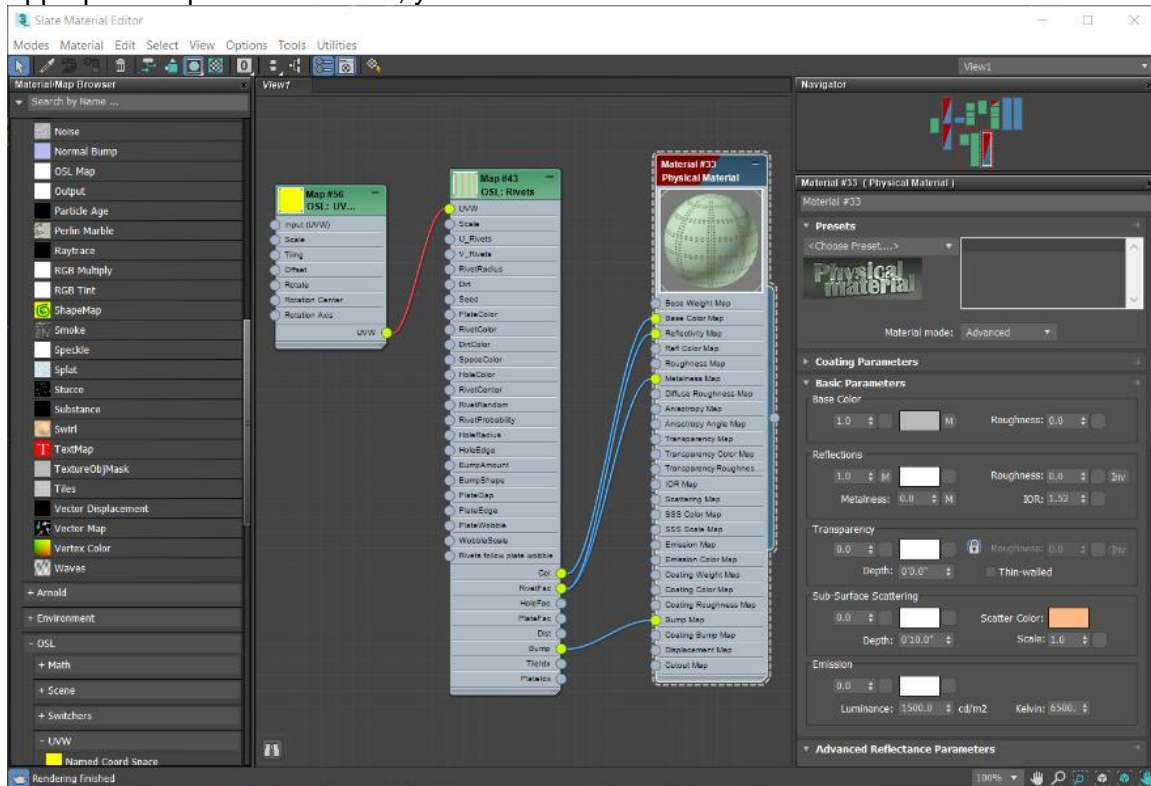 Slate Material Editor
Modes Material Edit Select View Options Tools Utilities
View1
Material/Map Browser
Search by Name ...
Noise
Normal Bump
OSL Map
Output
Particle Age
Perlin Marble
Raytrace
RGB Multiply
RGB Tint
ShapeMap
Smoke
Speckle
Splat
Stucco
Substance
Swirl
TextMap
TextureObjMask
Tiles
Vector Displacement
Vector Map
Vertex Color
Waves
+ Arnold
+ Environment
- OSL
+ Math
+ Scene
+ Switchers
- UVW
Named Coord Space
Rendering finished
View1
Map #56
OSL: UV...
Input (UVW)
Scale
Tiling
Offset
Rotate
Rotation Center
Rotation Axis
UVW
Map #43
OSL: Rivets
UVW
Scale
U_Rivets
V_Rivets
RivetRadius
Dirt
Seed
PlateColor
RivetColor
DirtColor
SpaceColor
HoleColor
RivetCenter
RivetRandom
RivetProbability
HoleRadius
HoleEdge
BumpAmount
BumpShape
PlateGap
PlateEdge
PlateWobble
WobbleScale
Rivets follow plate wobble
Col
RivetFac
HoleFac
PlateFac
Dist
Bump
TileIdx
PlateIdx
Material #33
Physical Material
Base Weight Map
Base Color Map
Reflectivity Map
Refl Color Map
Roughness Map
Metalness Map
Diffuse Roughness Map
Anisotropy Map
Anisotropy Angle Map
Transparency Map
Transparency Color Map
Transparency Roughnes...
IOR Map
Scattering Map
SSS Color Map
SSS Scale Map
Emission Map
Emission Color Map
Coating Weight Map
Coating Color Map
Coating Roughness Map
Bump Map
Coating Bump Map
Displacement Map
Cutout Map
Navigator
Material #33 ( Physical Material )
Material #33
Presets
<Choose Preset....>
Physical material
Material mode: Advanced
Coating Parameters
Basic Parameters
Base Color
1.0 M Roughness: 0.0
Reflections
1.0 M Roughness: 0.0 Inv
Metalness: 0.0 M IOR: 1.52
Transparency
0.0 Roughness: 0.0 Inv
Depth: 0'0.0" Thin-walled
Sub-Surface Scattering
0.0 Scatter Color:
Depth: 0'10.0" Scale: 1.0
Emission
0.0
Luminance: 1500.0 cd/m2 Kelvin: 6500.
Advanced Reflectance Parameters
100%